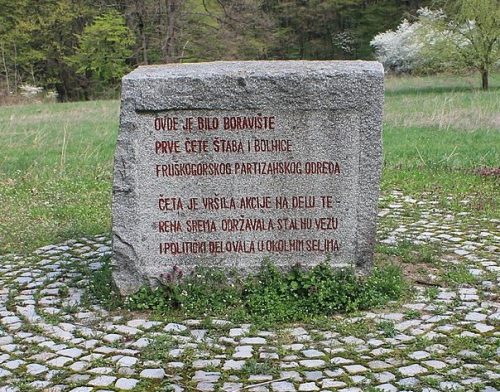 OVDE JE BILO BORAVIŠTE
PRVE ČETE ŠTABA I BOLNICE
FRUŠKOGORSKOG PARTIZANSKOG ODREDA
ČETA JE VRŠILA AKCIJE NA DELU TE-
RENA SREMA ODRŽAVALA STALNU VEZU
I POLITIČKI DELOVALA U OKOLNIM SELIMA